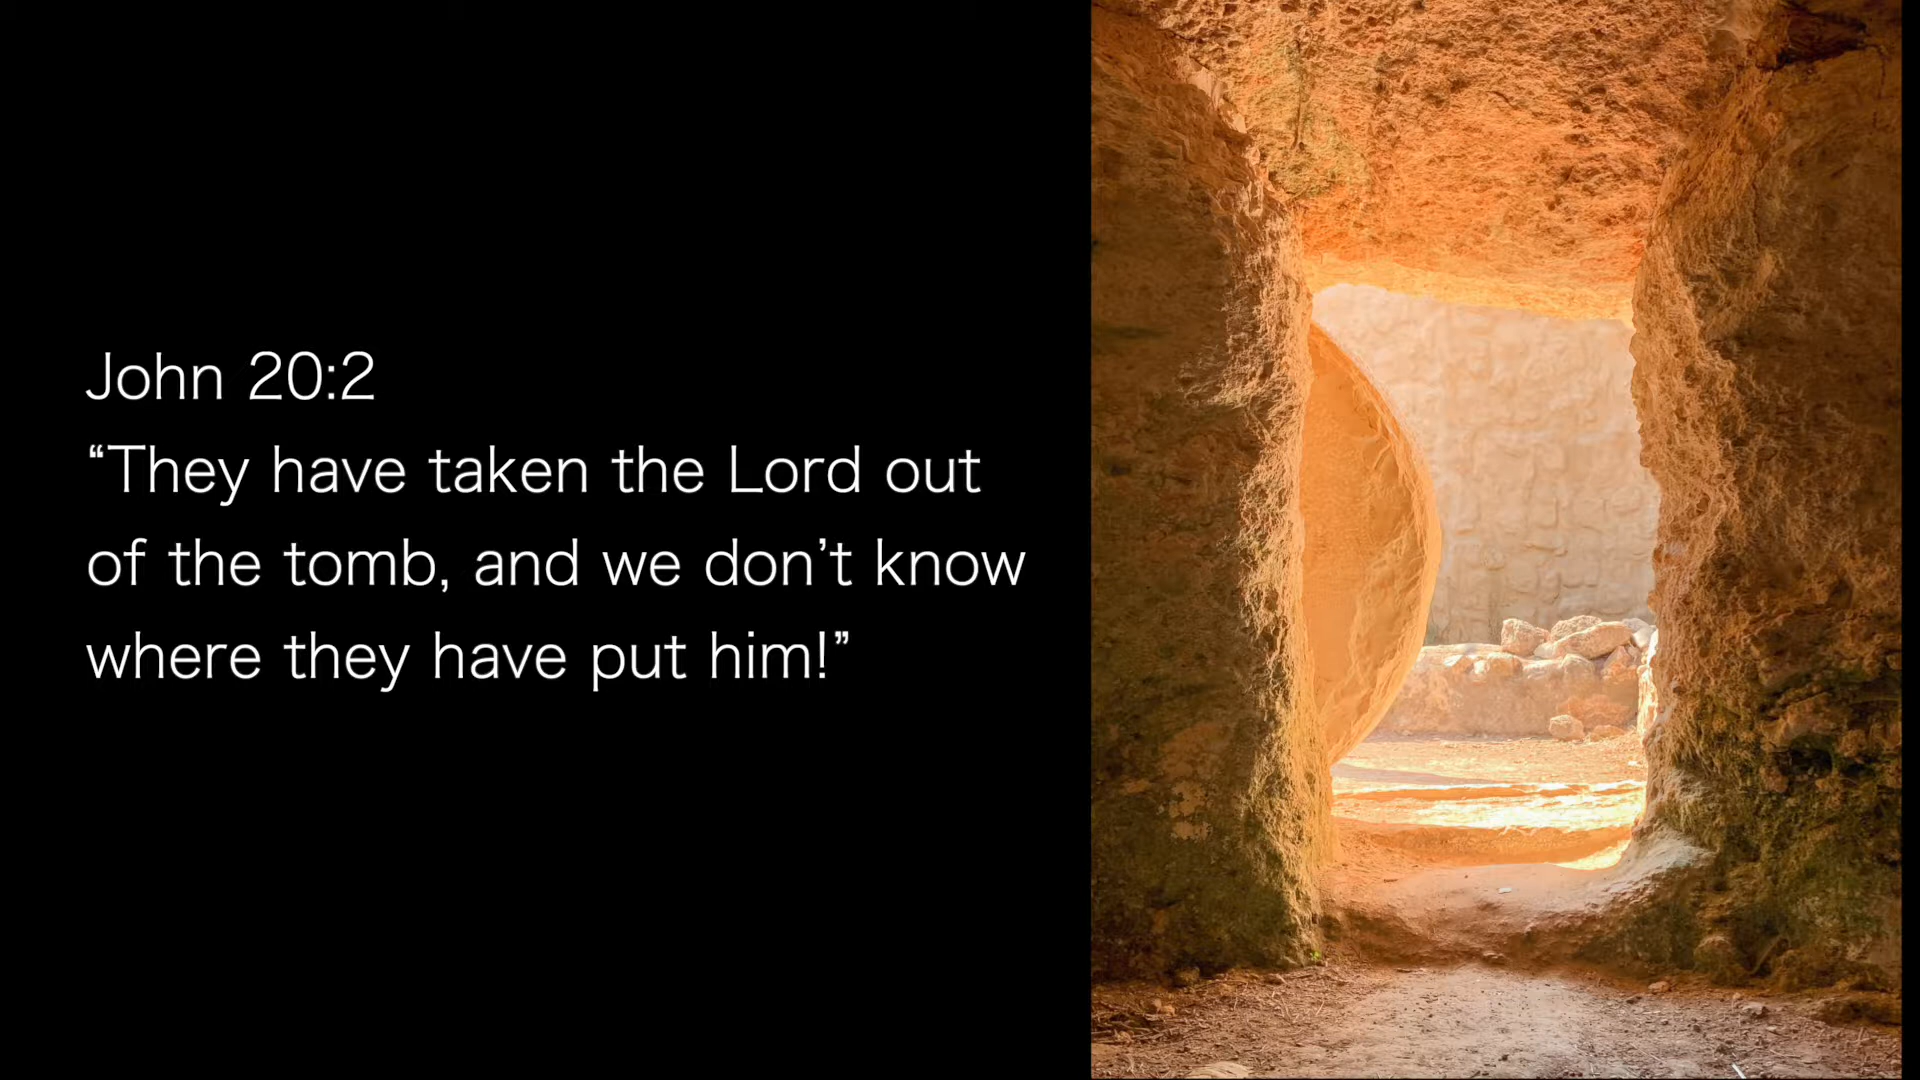 John 20:2
“They have taken the Lord out
of the tomb, and we don’t know
where they have put him!”